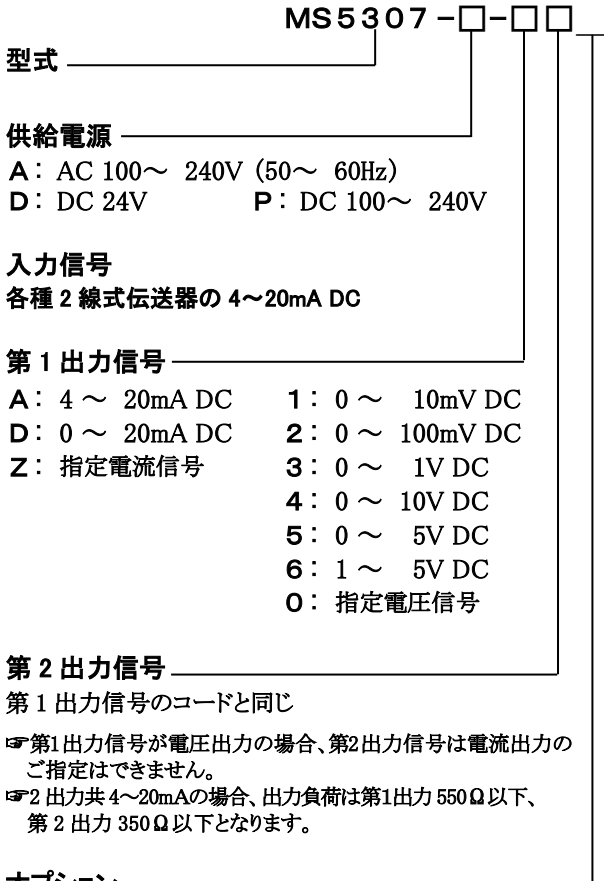 MS5307-□-□□
型式
供給電源
A： AC 100～ 240V (50～ 60Hz)
D： DC 24V P： DC 100～ 240V
入力信号
各種 2 線式伝送器の 4～20mA DC
第 1 出力信号
A： 4 ～ 20mA DC 1： 0 ～ 10mV DC
D： 0 ～ 20mA DC 2： 0 ～ 100mV DC
Z： 指定電流信号 3： 0 ～ 1V DC
4： 0 ～ 10V DC
5： 0 ～ 5V DC
6： 1 ～ 5V DC
0： 指定電圧信号
第 2 出力信号
第 1 出力信号のコードと同じ
☞第1出力信号が電圧出力の場合、第2出力信号は電流出力の
ご指定はできません。
☞2 出力共 4～20mAの場合、出力負荷は第1出力 550Ω以下、
第 2 出力 350Ω以下となります。
オプション